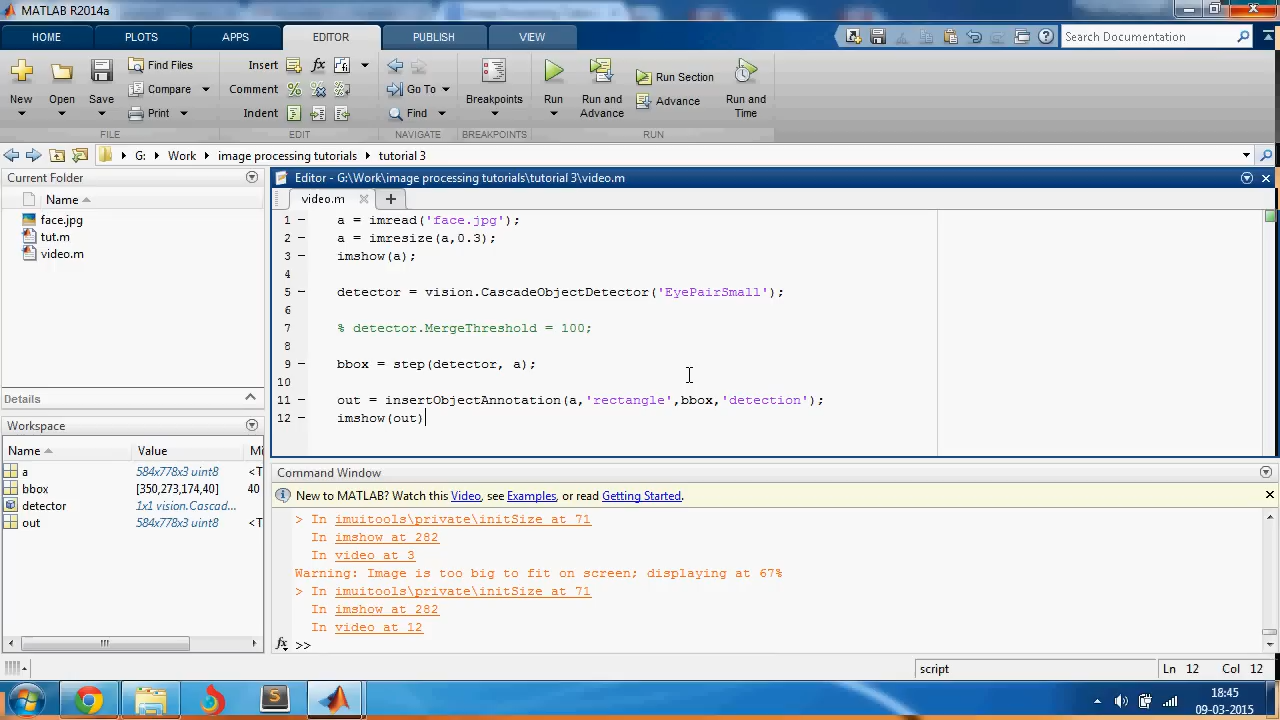 MATLAB R2014a
HOME PLOTS APPS EDITOR PUBLISH VIEW Search Documentation
New Open Save Find Files Compare Print
Insert fx Comment % Indent
Go To Find
Breakpoints
Run Run and Advance Run Section Advance Run and Time
FILE EDIT NAVIGATE BREAKPOINTS RUN
G: Work image processing tutorials tutorial 3
Current Folder
Name
face.jpg
tut.m
video.m
Details
Workspace
Name Value Mi
a 584x778x3 uint8 <T
bbox [350,273,174,40] 40
detector 1x1 vision.Cascad...
out 584x778x3 uint8 <T
Editor - G:\Work\image processing tutorials\tutorial 3\video.m
video.m
1 – a = imread('face.jpg');
2 – a = imresize(a,0.3);
3 – imshow(a);
4 –
5 – detector = vision.CascadeObjectDetector('EyePairSmall');
6 –
7 – % detector.MergeThreshold = 100;
8 –
9 – bbox = step(detector, a);
10 –
11 – out = insertObjectAnnotation(a,'rectangle',bbox,'detection');
12 – imshow(out)
Command Window
New to MATLAB? Watch this Video, see Examples, or read Getting Started.
> In imuitools\private\initSize at 71
In imshow at 282
In video at 3
Warning: Image is too big to fit on screen; displaying at 67%
> In imuitools\private\initSize at 71
In imshow at 282
In video at 12
fx >>
script Ln 12 Col 12
18:45
09-03-2015